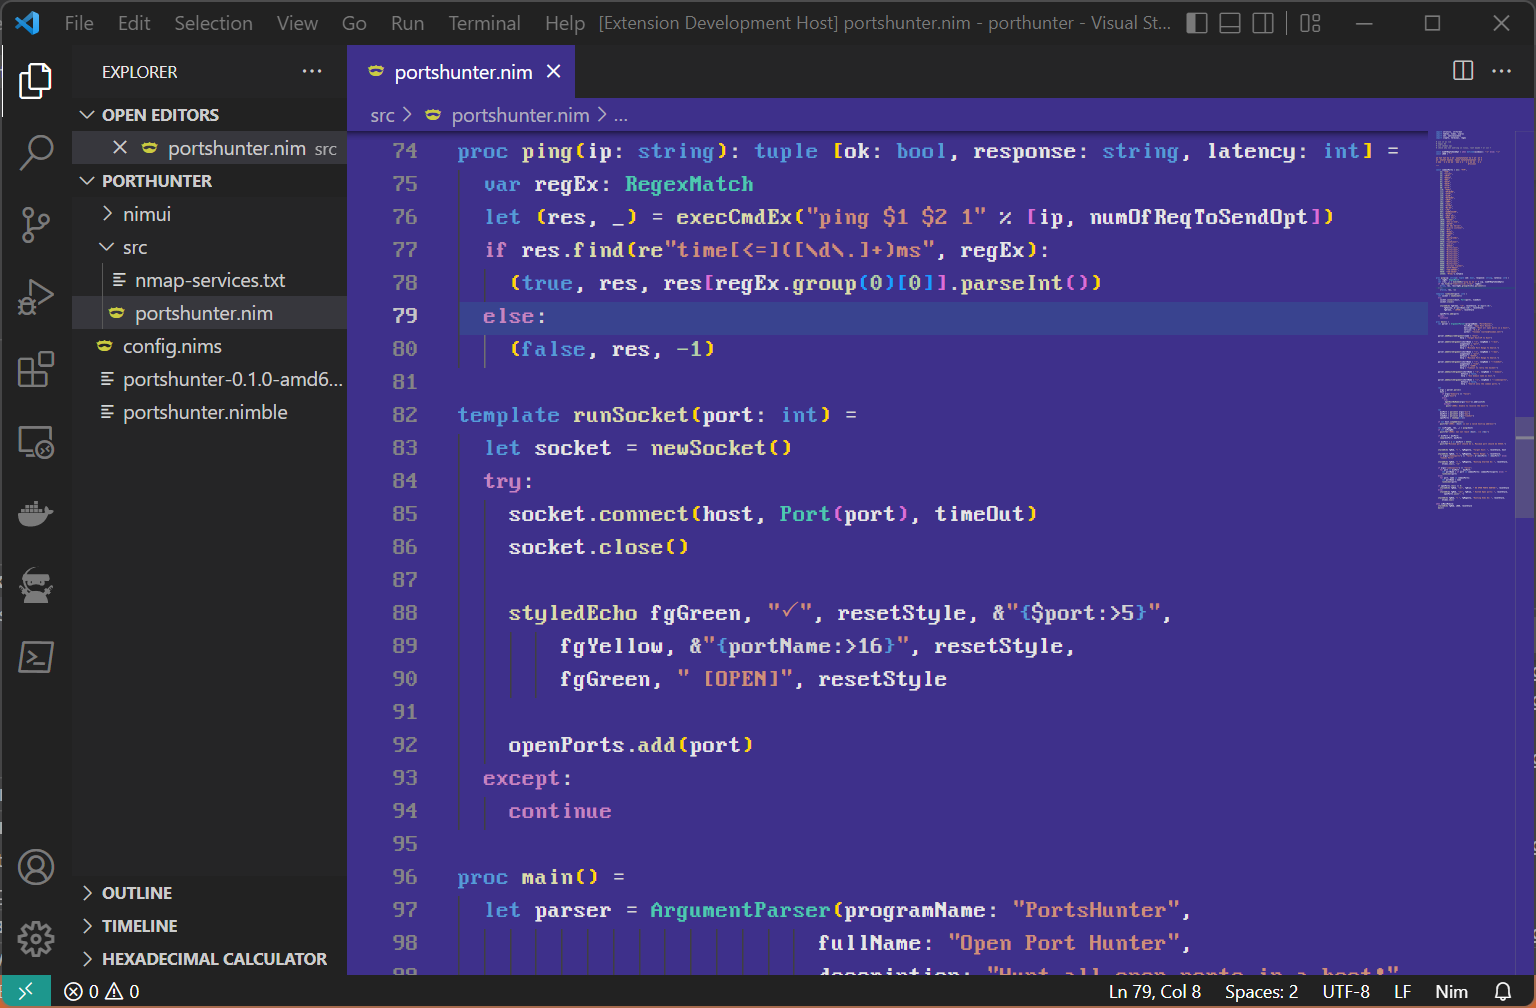 File Edit Selection View Go Run Terminal Help [Extension Development Host] portshunter.nim - porthunter - Visual St...
EXPLORER
OPEN EDITORS
portshunter.nim src
PORTHUNTER
nimui
src
nmap-services.txt
portshunter.nim
config.nims
portshunter-0.1.0-amd6...
portshunter.nimble
OUTLINE
TIMELINE
HEXADECIMAL CALCULATOR
portshunter.nim
src > portshunter.nim > ...
74 proc ping(ip: string): tuple [ok: bool, response: string, latency: int] =
75 var regEx: RegexMatch
76 let (res, _) = execCmdEx("ping $1 $2 1" % [ip, numOfReqToSendOpt])
77 if res.find(re"time[<=]([\d\.]+)ms", regEx):
78 (true, res, res[regEx.group(0)[0]].parseInt())
79 else:
80 (false, res, -1)
81
82 template runSocket(port: int) =
83 let socket = newSocket()
84 try:
85 socket.connect(host, Port(port), timeOut)
86 socket.close()
87
88 styledEcho fgGreen, "✓", resetStyle, &"{$port:>5}",
89 fgYellow, &"{portName:>16}", resetStyle,
90 fgGreen, " [OPEN]", resetStyle
91
92 openPorts.add(port)
93 except:
94 continue
95
96 proc main() =
97 let parser = ArgumentParser(programName: "PortsHunter",
98 fullName: "Open Port Hunter",
99 description: "Hunt all open ports in a host!"
0 0
Ln 79, Col 8 Spaces: 2 UTF-8 LF Nim